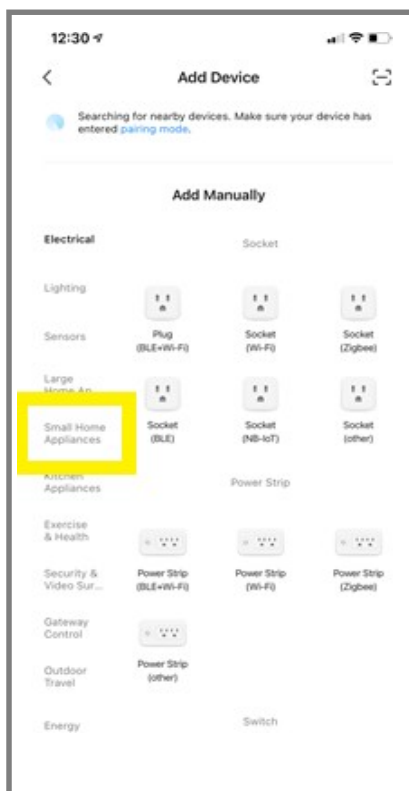 12:30
Add Device
Searching for nearby devices. Make sure your device has
entered pairing mode.
Add Manually
Electrical
Socket
Lighting
Plug
(BLE+Wi-Fi)
Socket
(Wi-Fi)
Socket
(Zigbee)
Sensors
Large
Home Ap...
Socket
(BLE)
Socket
(NB-IoT)
Socket
(other)
Small Home
Appliances
Kitchen
Appliances
Power Strip
Exercise
& Health
Power Strip
(BLE+Wi-Fi)
Power Strip
(Wi-Fi)
Power Strip
(Zigbee)
Security &
Video Sur...
Gateway
Control
Power Strip
(other)
Outdoor
Travel
Energy
Switch